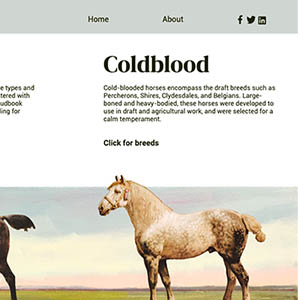 Home
About
Coldblood
e types and
tered with
udbook
ling for
Cold-blooded horses encompass the draft breeds such as
Percherons, Shires, Clydesdales, and Belgians. Large-
boned and heavy-bodied, these horses were developed to
use in draft and agricultural work, and were selected for a
calm temperament.
Click for breeds